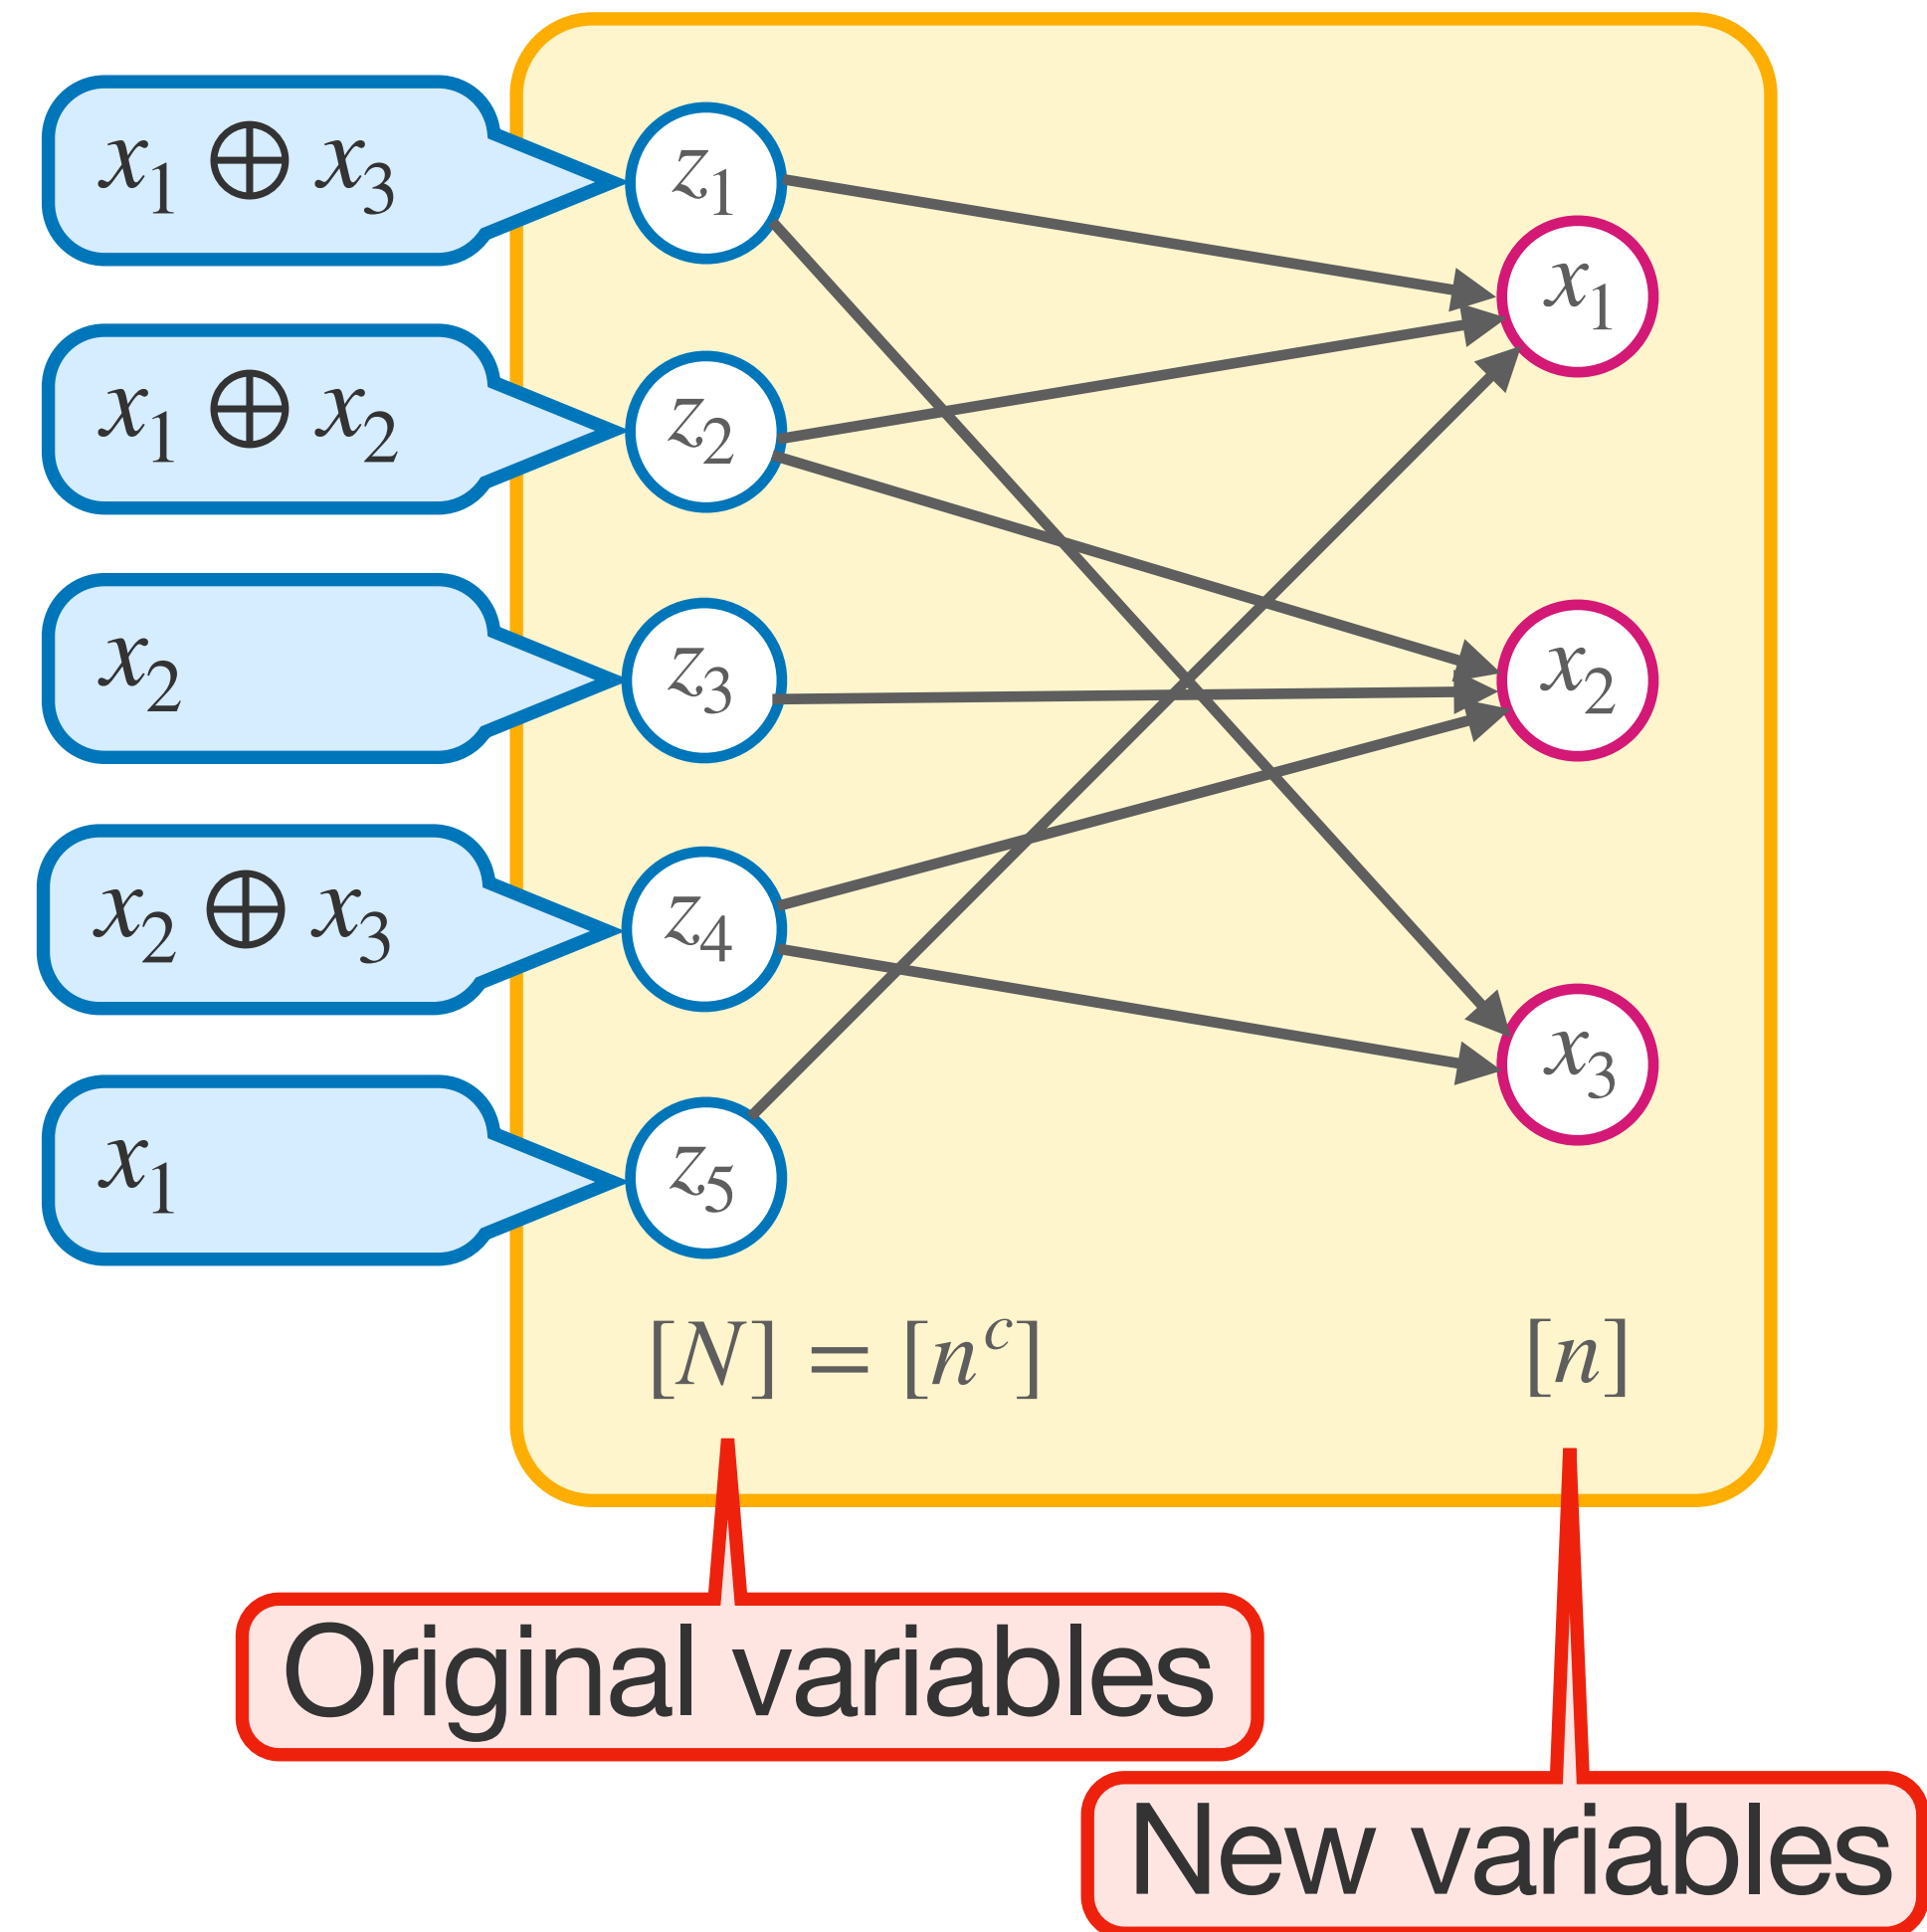 x₁ ⊕ x₃
z₁
x₁
x₁ ⊕ x₂
z₂
x₂
z₃
x₂
x₂ ⊕ x₃
z₄
x₃
x₁
z₅
[N] = [nᶜ]
[n]
Original variables
New variables